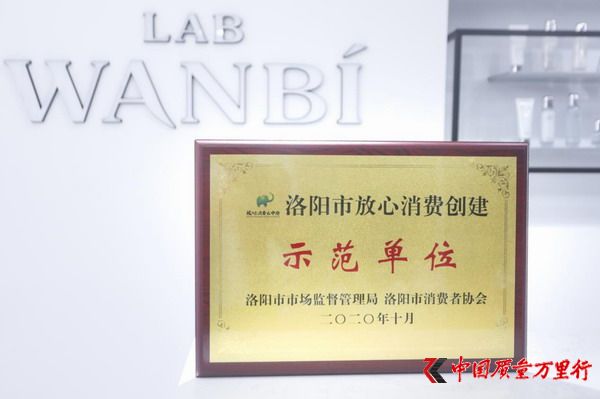 LAB
WANBÍ
洛阳市放心消费创建
示范单位
洛阳市市场监督管理局 洛阳市消费者协会
二〇二〇年十月
中国质量万里行